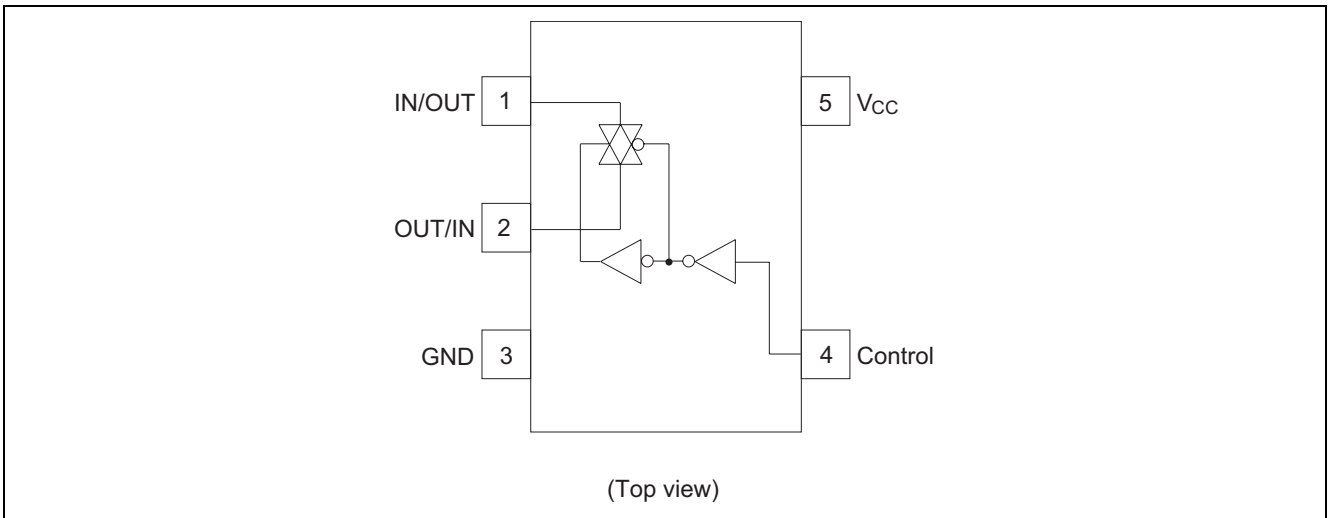 IN/OUT 1
5 VCC
OUT/IN 2
GND 3
4 Control
(Top view)